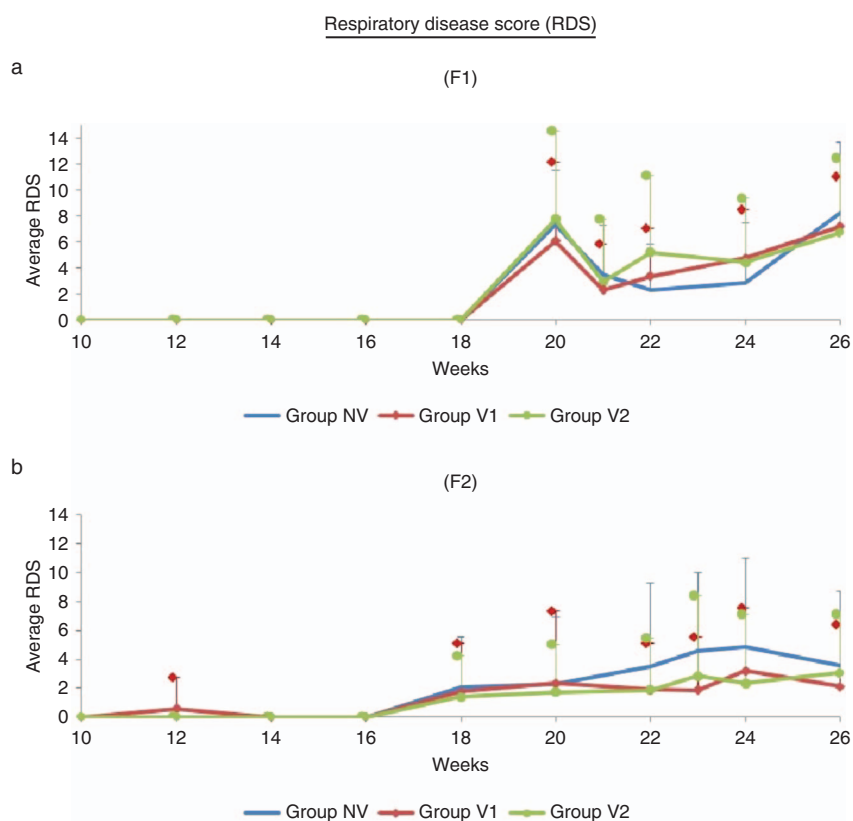 Respiratory disease score (RDS)
a
(F1)
Average RDS
14
12
10
8
6
4
2
0
10 12 14 16 18 20 22 24 26
Weeks
Group NV Group V1 Group V2
b
(F2)
Average RDS
14
12
10
8
6
4
2
0
10 12 14 16 18 20 22 24 26
Weeks
Group NV Group V1 Group V2